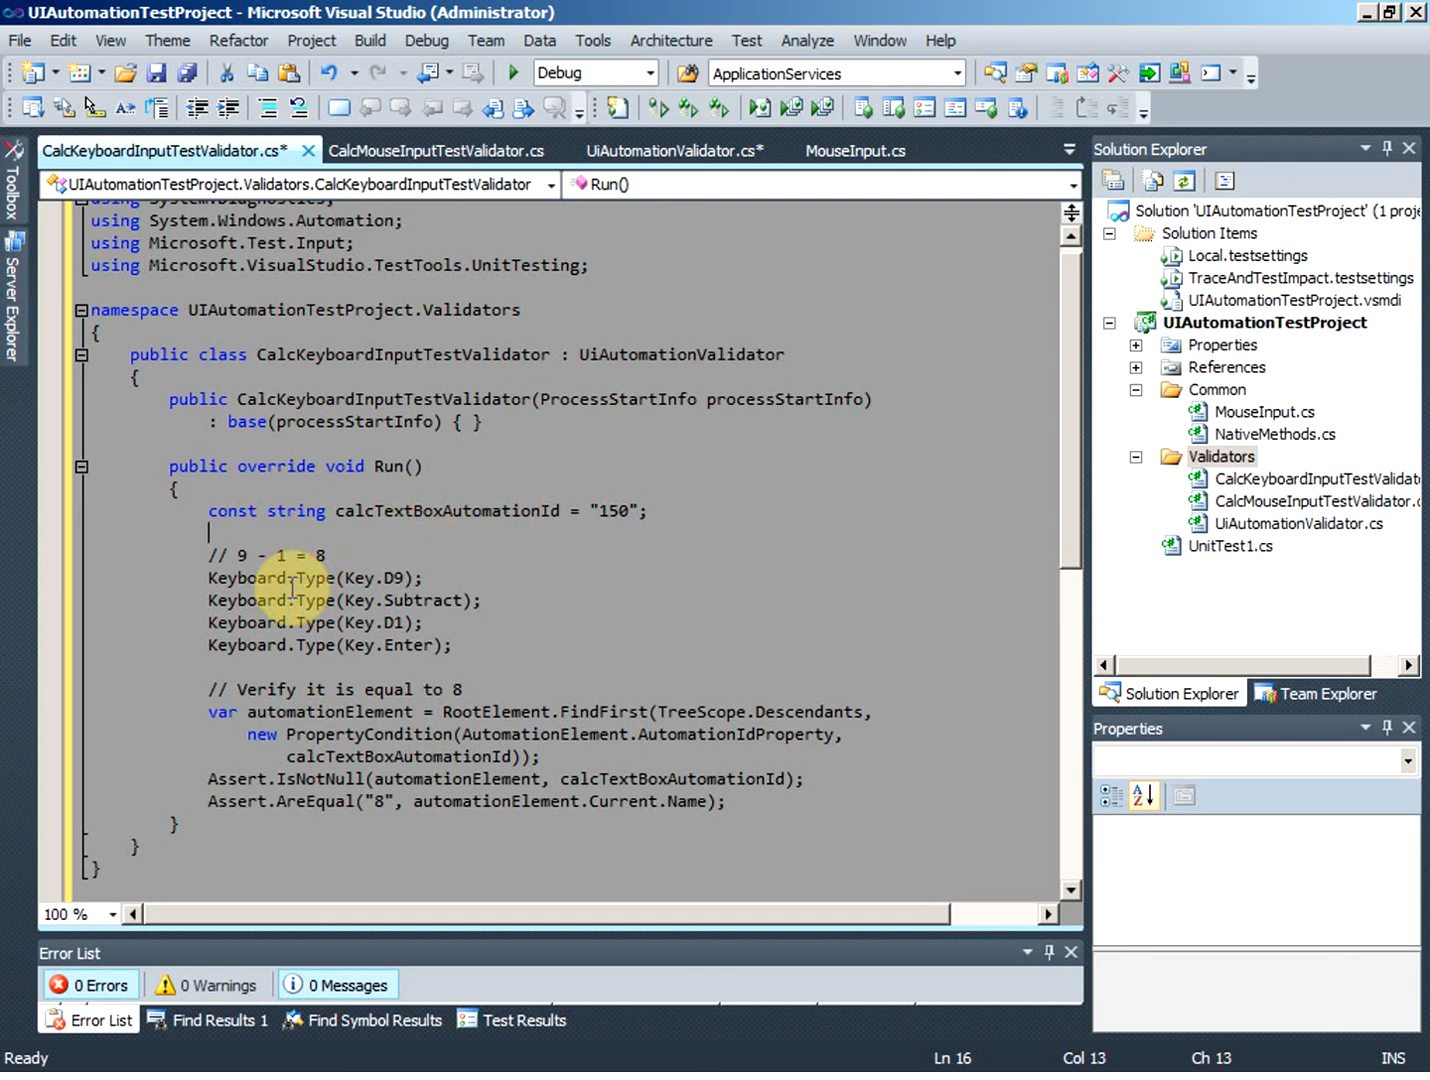 UIAutomationTestProject - Microsoft Visual Studio (Administrator)
File Edit View Theme Refactor Project Build Debug Team Data Tools Architecture Test Analyze Window Help
Debug ApplicationServices
CalcKeyboardInputTestValidator.cs* CalcMouseInputTestValidator.cs UiAutomationValidator.cs* MouseInput.cs
UIAutomationTestProject.Validators.CalcKeyboardInputTestValidator Run()
Toolbox
Server Explorer
using System.Diagnostics;
using System.Windows.Automation;
using Microsoft.Test.Input;
using Microsoft.VisualStudio.TestTools.UnitTesting;
namespace UIAutomationTestProject.Validators
{
public class CalcKeyboardInputTestValidator : UiAutomationValidator
{
public CalcKeyboardInputTestValidator(ProcessStartInfo processStartInfo)
: base(processStartInfo) { }
public override void Run()
{
const string calcTextBoxAutomationId = "150";
// 9 - 1 = 8
Keyboard.Type(Key.D9);
Keyboard.Type(Key.Subtract);
Keyboard.Type(Key.D1);
Keyboard.Type(Key.Enter);
// Verify it is equal to 8
var automationElement = RootElement.FindFirst(TreeScope.Descendants,
new PropertyCondition(AutomationElement.AutomationIdProperty,
calcTextBoxAutomationId));
Assert.IsNotNull(automationElement, calcTextBoxAutomationId);
Assert.AreEqual("8", automationElement.Current.Name);
}
}
}
100 %
Solution Explorer
Solution 'UIAutomationTestProject' (1 proje
Solution Items
Local.testsettings
TraceAndTestImpact.testsettings
UIAutomationTestProject.vsmdi
UIAutomationTestProject
Properties
References
Common
MouseInput.cs
NativeMethods.cs
Validators
CalcKeyboardInputTestValidat
CalcMouseInputTestValidator.c
UiAutomationValidator.cs
UnitTest1.cs
Solution Explorer Team Explorer
Properties
Error List
0 Errors 0 Warnings 0 Messages
Error List Find Results 1 Find Symbol Results Test Results
Ready Ln 16 Col 13 Ch 13 INS